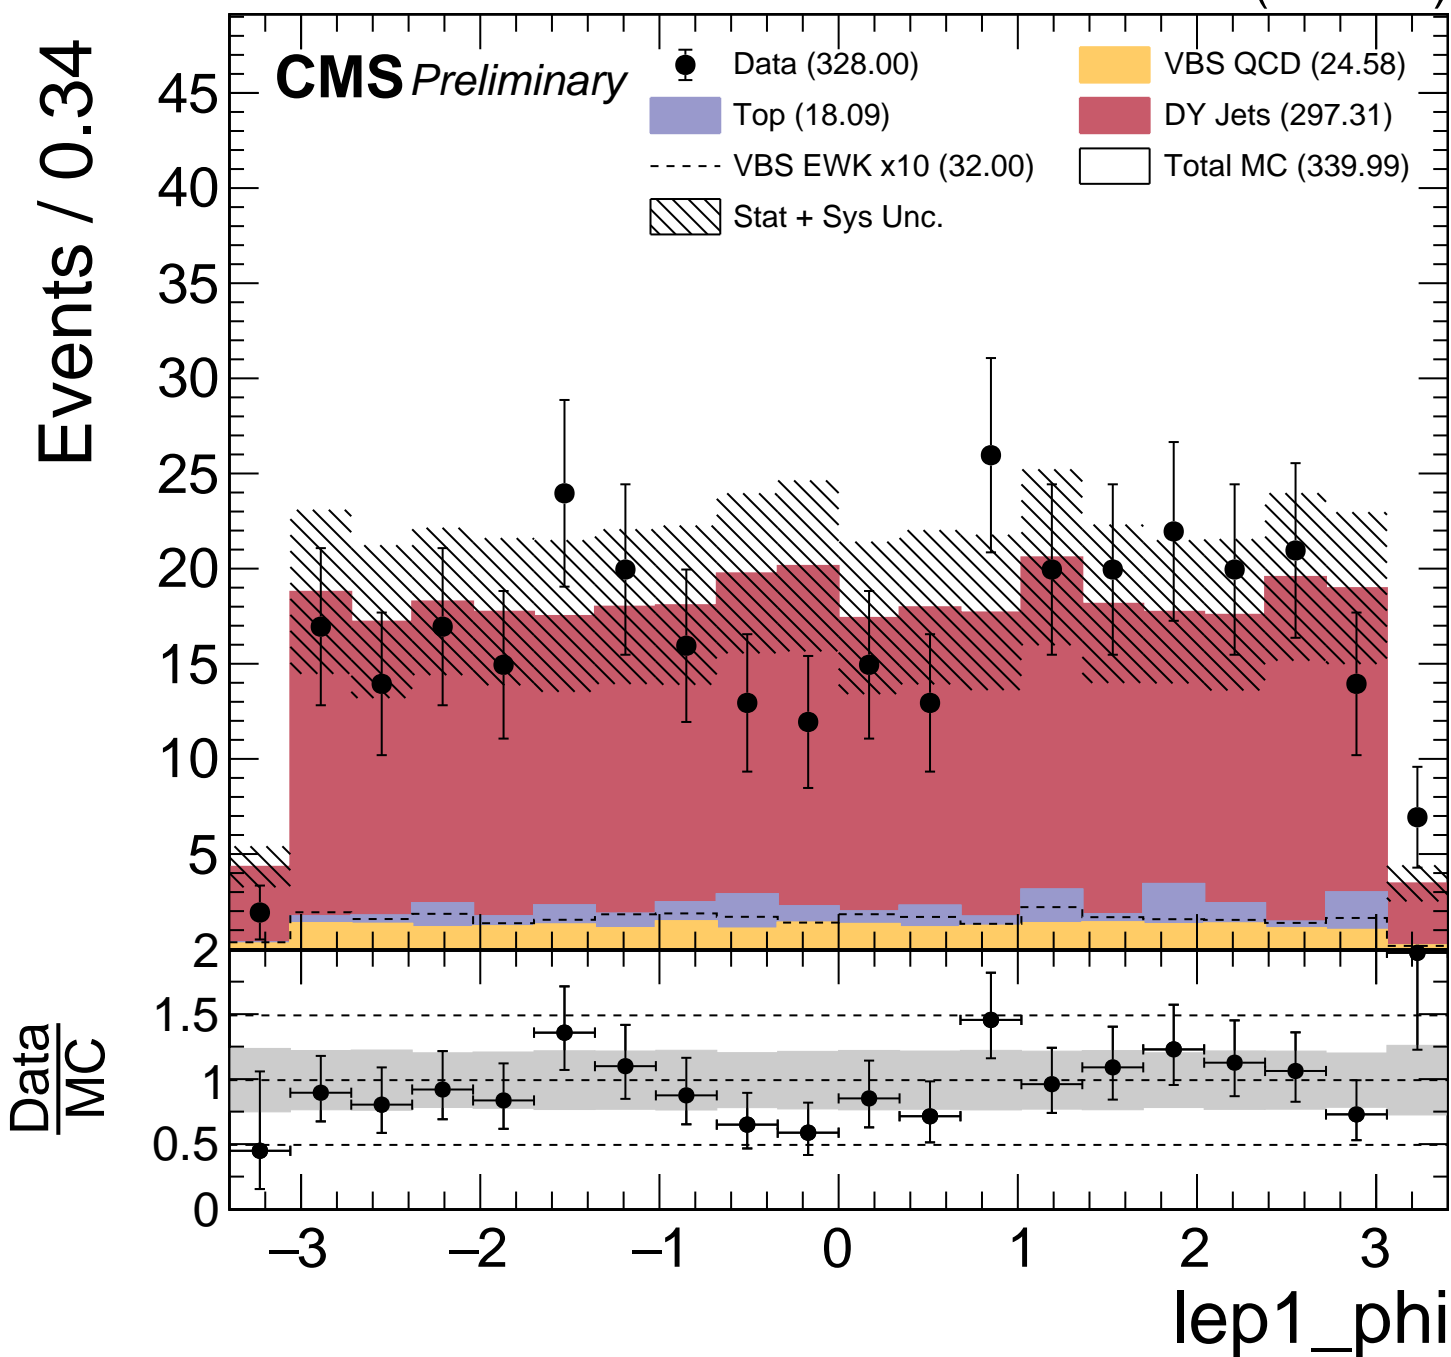 CMS Preliminary
Data (328.00)
VBS QCD (24.58)
Top (18.09)
DY Jets (297.31)
VBS EWK x10 (32.00)
Total MC (339.99)
Stat + Sys Unc.
Events / 0.34
45
40
35
30
25
20
15
10
5
2
1.5
1
0.5
0
Data
MC
–3 –2 –1 0 1 2 3
lep1_phi